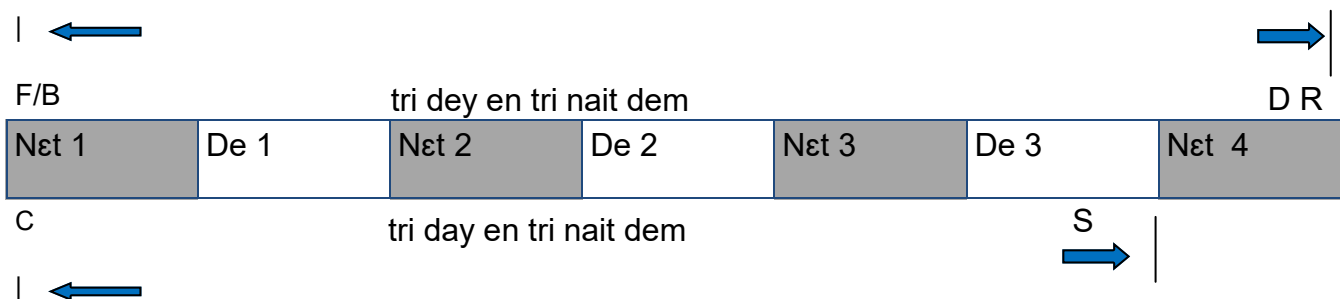 F/B tri dey en tri nait dem D R
Nɛt 1 De 1 Nɛt 2 De 2 Nɛt 3 De 3 Nɛt 4
C tri day en tri nait dem S